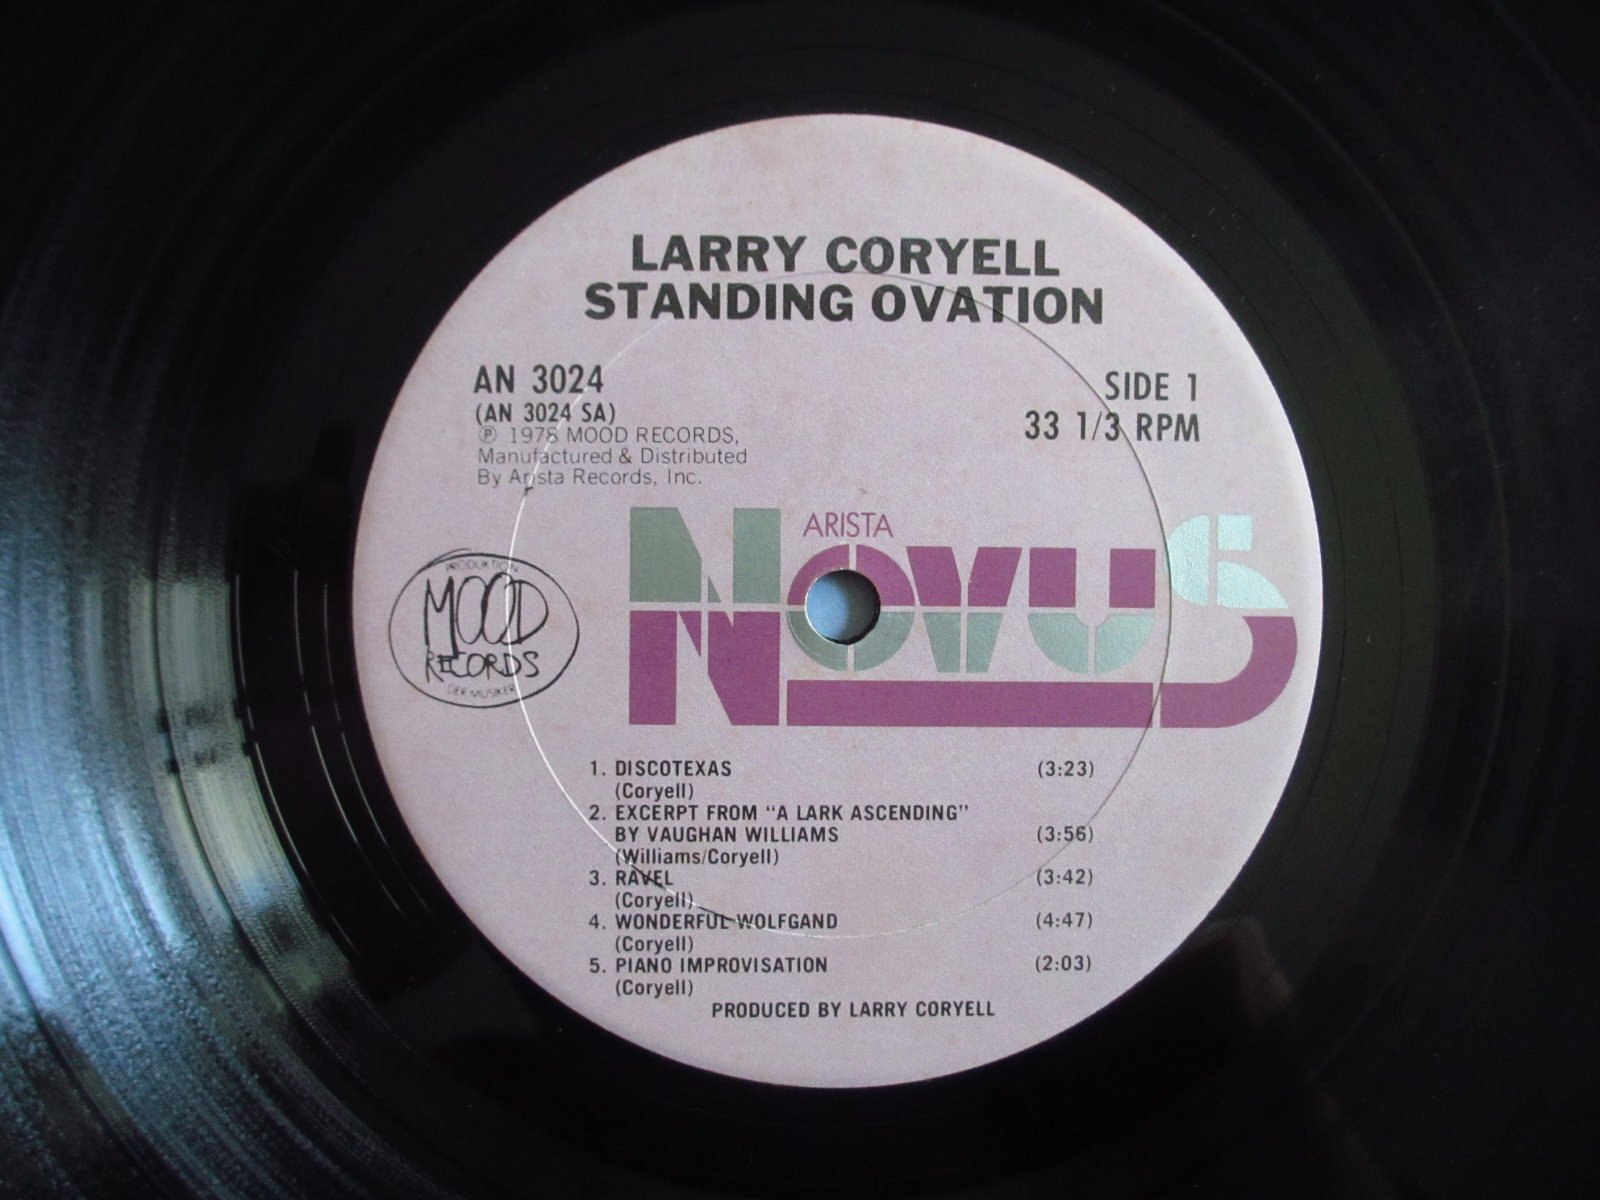 LARRY CORYELL
STANDING OVATION
AN 3024
(AN 3024 SA)
℗ 1978 MOOD RECORDS,
Manufactured & Distributed
By Arista Records, Inc.
SIDE 1
33 1/3 RPM
ARISTA
NOVUS
PRODUKTION
MOOD
RECORDS
DER MUSIKER
1. DISCOTEXAS (3:23)
(Coryell)
2. EXCERPT FROM “A LARK ASCENDING”
BY VAUGHAN WILLIAMS (3:56)
(Williams/Coryell)
3. RAVEL (3:42)
(Coryell)
4. WONDERFUL WOLFGAND (4:47)
(Coryell)
5. PIANO IMPROVISATION (2:03)
(Coryell)
PRODUCED BY LARRY CORYELL